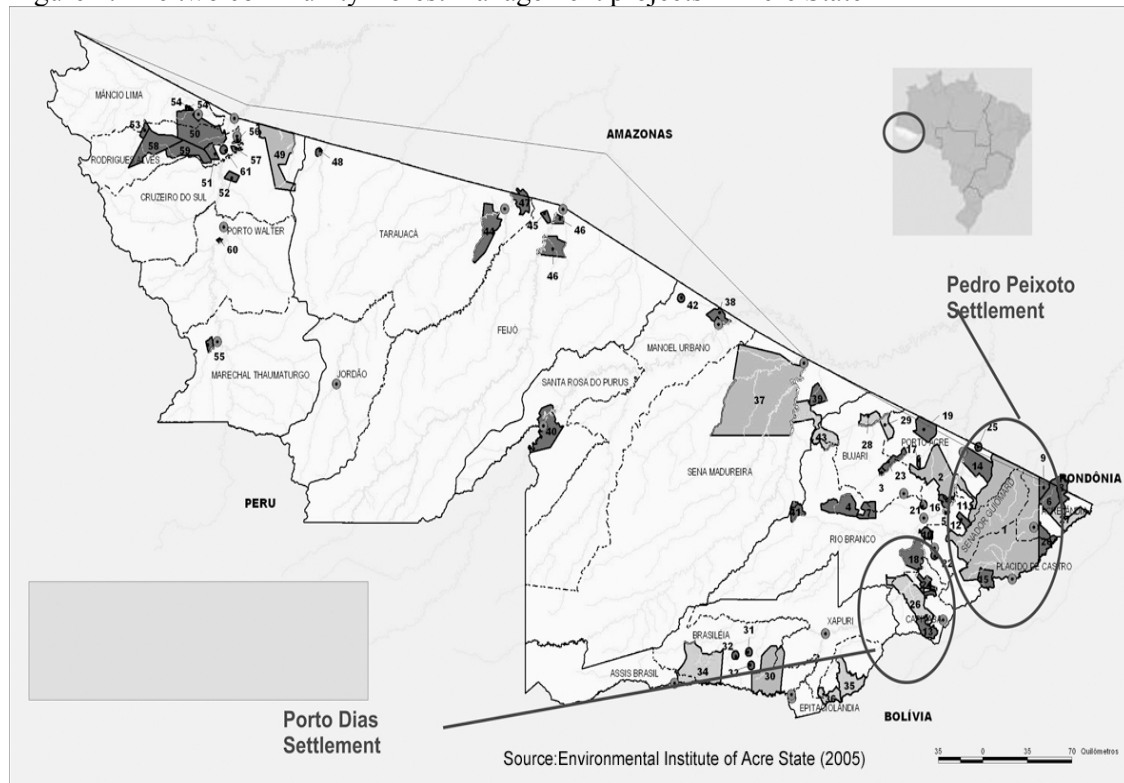 MÂNCIO LIMA
54
54
53
50
56
58
59
57
49
48
RODRIGUES ALVES
61
51
52
CRUZEIRO DO SUL
PORTO WALTER
60
55
MARECHAL THAUMATURGO
JORDÃO
TARAUACÁ
44
47
45
46
46
FEIJÓ
AMAZONAS
42
38
MANOEL URBANO
SANTA ROSA DO PURUS
40
37
39
43
SENA MADUREIRA
PERU
Pedro Peixoto
Settlement
29
19
25
28
PORTO ACRE
17
BUJARI
3
23
2
14
9
RONDÔNIA
6
SENADOR GUIOMARD
1
21
16
5
11
12
4
RIO BRANCO
18
22
PLACIDO DE CASTRO
15
26
XAPURI
BRASILÉIA
31
32
34
30
ASSIS BRASIL
35
EPITACIOLÂNDIA
BOLÍVIA
Porto Dias
Settlement
Source:Environmental Institute of Acre State (2005)
35 0 35 70 Quilômetros